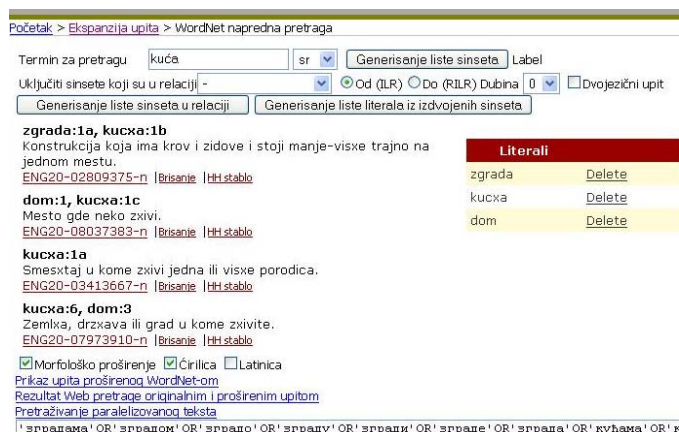 Početak > Ekspanzija upita > WordNet napredna pretraga
Termin za pretragu kuća sr Generisanje liste sinseta Label
Uključiti sinsete koji su u relaciji - Od (ILR) Do (RILR) Dubina 0 Dvojezični upit
Generisanje liste sinseta u relaciji Generisanje liste literala iz izdvojenih sinseta
zgrada:1a, kucxa:1b
Konstrukcija koja ima krov i zidove i stoji manje-visxe trajno na
jednom mestu.
ENG20-02809375-n |Brisanje |HH stablo
dom:1, kucxa:1c
Mesto gde neko zxivi.
ENG20-08037383-n |Brisanje |HH stablo
kucxa:1a
Smesxtaj u kome zxivi jedna ili visxe porodica.
ENG20-03413667-n |Brisanje |HH stablo
kucxa:6, dom:3
Zemlxa, drzxava ili grad u kome zxivite.
ENG20-07973910-n |Brisanje |HH stablo
Literali
zgrada Delete
kucxa Delete
dom Delete
Morfološko proširenje Ćirilica Latinica
Prikaz upita proširenog WordNet-om
Rezultat Web pretrage originalnim i proširenim upitom
Pretraživanje paralelizovanog teksta
'зградама'OR'зградом'OR'градо'OR'зграду'OR'згради'OR'зграде'OR'зграда'OR'кућама'OR'